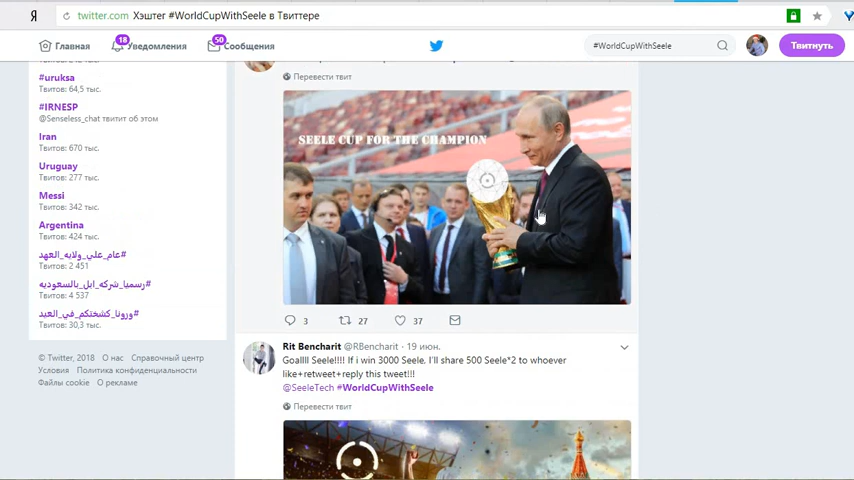 Я
twitter.com Хэштег #WorldCupWithSeele в Твиттере
Главная
18
Уведомления
50
Сообщения
#WorldCupWithSeele
Твитнуть
#uruksa
Твитов: 64,5 тыс.
#IRNESP
@Senseless_chat твитит об этом
Iran
Твитов: 670 тыс.
Uruguay
Твитов: 277 тыс.
Messi
Твитов: 342 тыс.
Argentina
Твитов: 424 тыс.
#عام_علي_ولايه_العهد
Твитов: 2 451
#رسميا_شركه_ابل_بالسعوديه
Твитов: 4 537
#ورونا_كشختكم_في_العيد
Твитов: 30,3 тыс.
© Twitter, 2018 О нас Справочный центр
Условия Политика конфиденциальности
Файлы cookie О рекламе
Перевести твит
SEELE CUP FOR THE CHAMPION
3
27
37
Rit Bencharit @RBencharit · 19 июн.
Goallll Seele!!!! If i win 3000 Seele, I'll share 500 Seele*2 to whoever
like+retweet+reply this tweet!!!
@SeeleTech #WorldCupWithSeele
Перевести твит